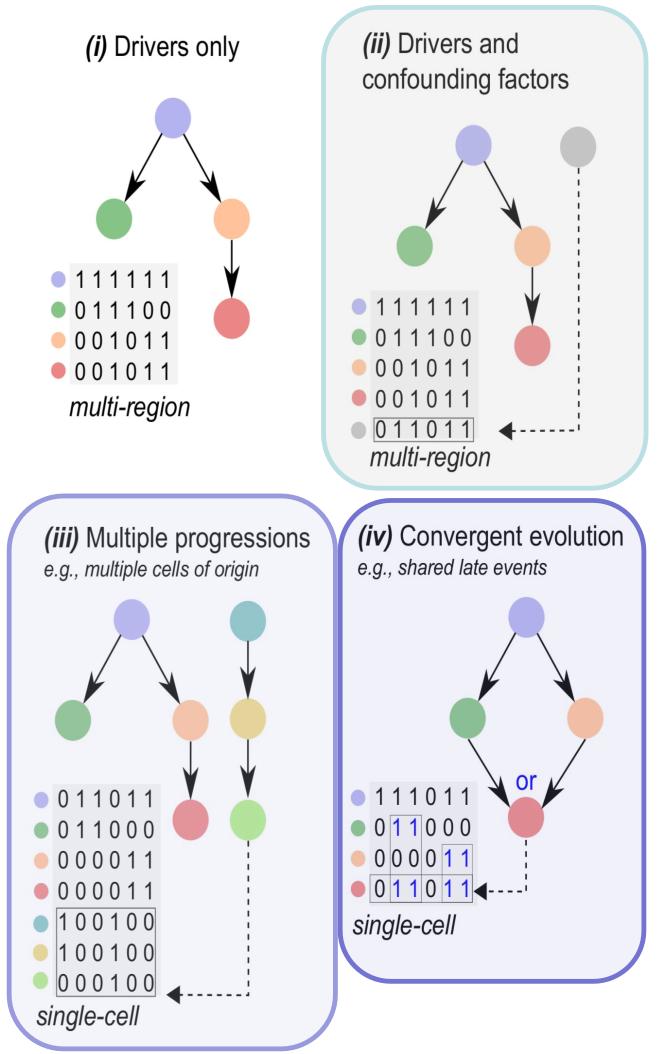 (i) Drivers only
1 1 1 1 1 1
0 1 1 1 0 0
0 0 1 0 1 1
0 0 1 0 1 1
multi-region
(ii) Drivers and
confounding factors
1 1 1 1 1 1
0 1 1 1 0 0
0 0 1 0 1 1
0 0 1 0 1 1
0 1 1 0 1 1
multi-region
(iii) Multiple progressions
e.g., multiple cells of origin
0 1 1 0 1 1
0 1 1 0 0 0
0 0 0 0 1 1
0 0 0 0 1 1
1 0 0 1 0 0
1 0 0 1 0 0
0 0 0 1 0 0
single-cell
(iv) Convergent evolution
e.g., shared late events
or
1 1 1 0 1 1
0 1 1 0 0 0
0 0 0 0 1 1
0 1 1 0 1 1
single-cell